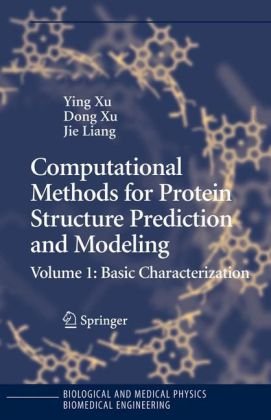 Ying Xu
Dong Xu
Jie Liang
Computational
Methods for Protein
Structure Prediction
and Modeling
Volume 1: Basic Characterization
Springer
BIOLOGICAL AND MEDICAL PHYSICS
BIOMEDICAL ENGINEERING